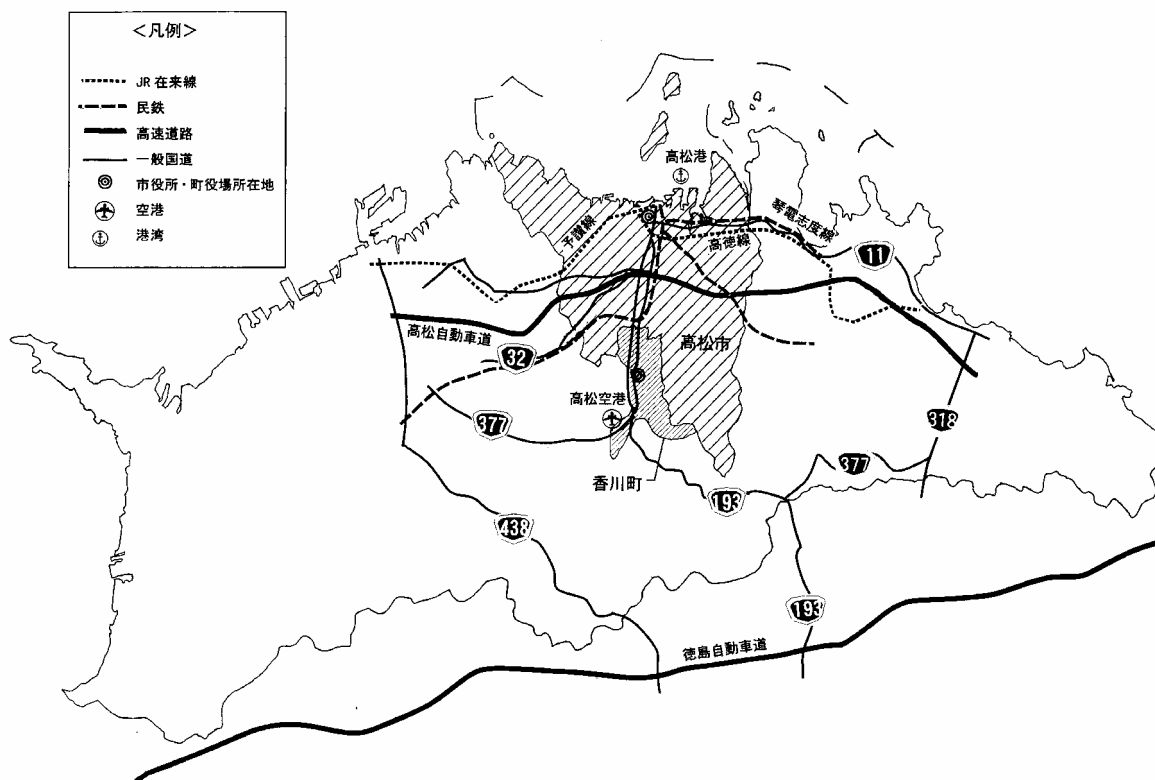 <凡例>
JR在来線
民鉄
高速道路
一般国道
市役所・町役場所在地
空港
港湾
高松港
予讃線
高徳線
琴電志度線
11
高松自動車道
32
高松市
高松空港
377
318
377
香川町
193
438
193
徳島自動車道